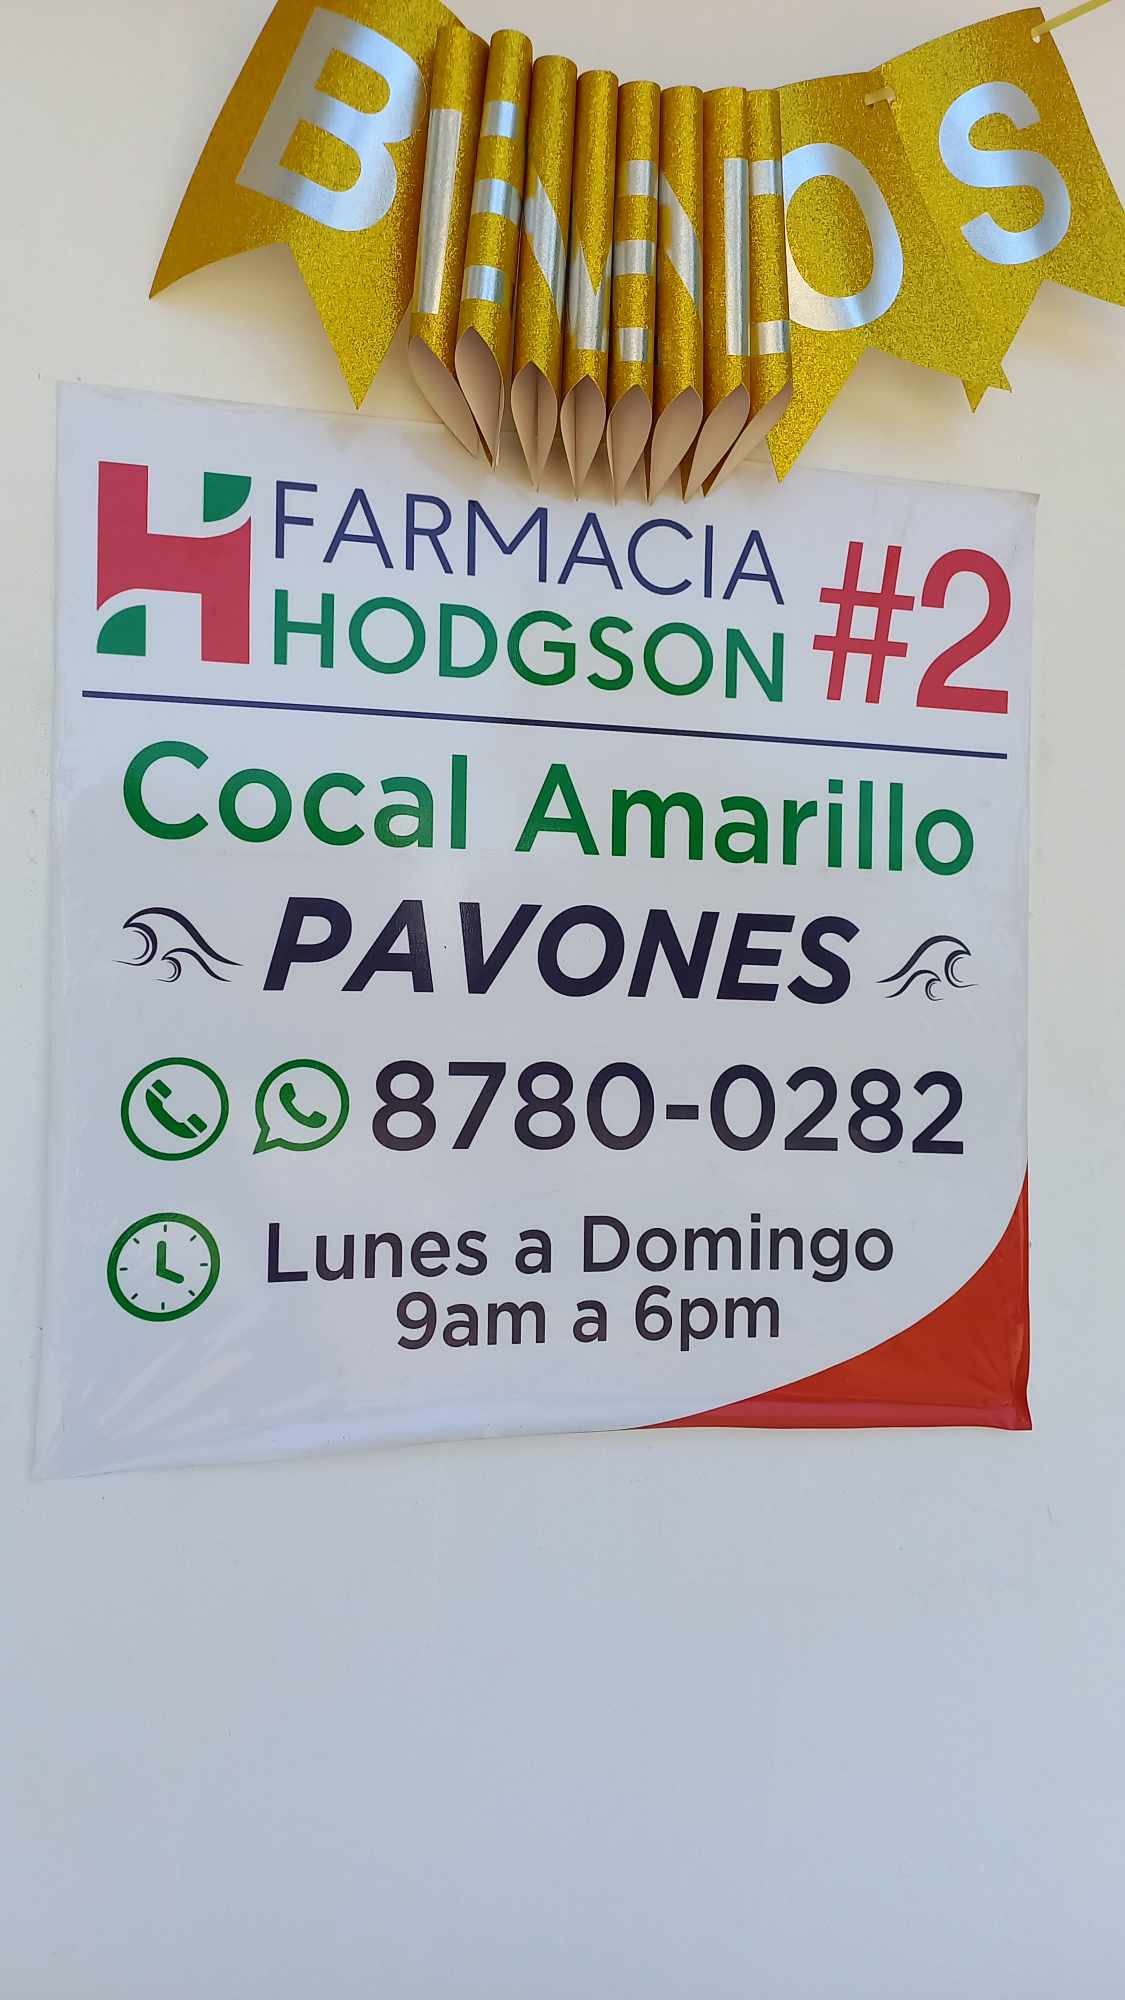 FARMACIA
HODGSON
#2
Cocal Amarillo
PAVONES
8780-0282
Lunes a Domingo
9am a 6pm